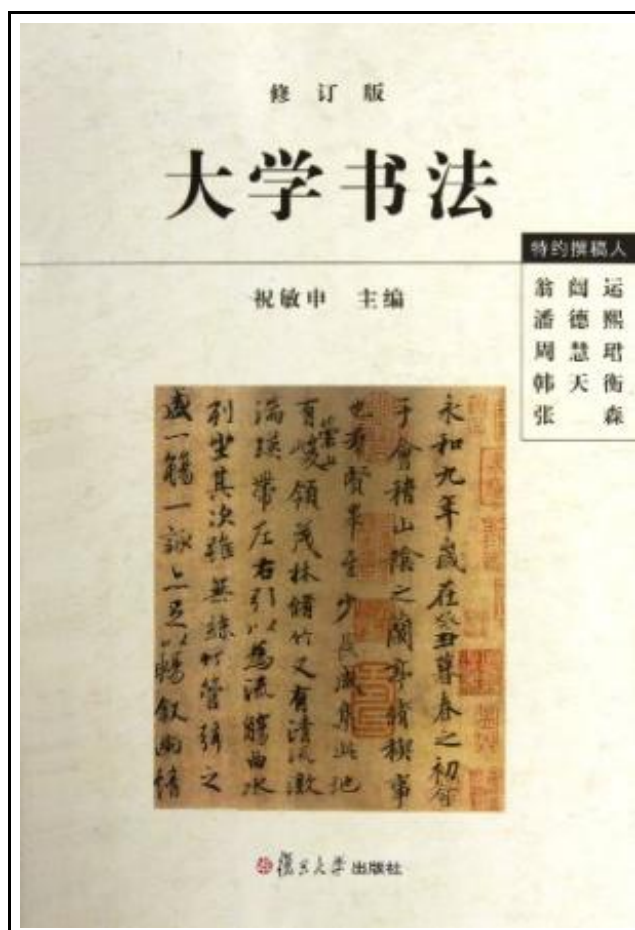 修订版
大学书法
祝敏申 主编
特约撰稿人
翁闿运
潘德熙
周慧珺
韩天衡
张森
永和九年歲在癸丑暮春之初會
于會稽山陰之蘭亭脩稧事
也羣賢畢至少長咸集此地
有崇山峻領茂林脩竹又有清流激
湍暎帶左右引以為流觴曲水
列坐其次雖無絲竹管弦之
盛一觴一詠亦足以暢叙幽情
復旦大學出版社